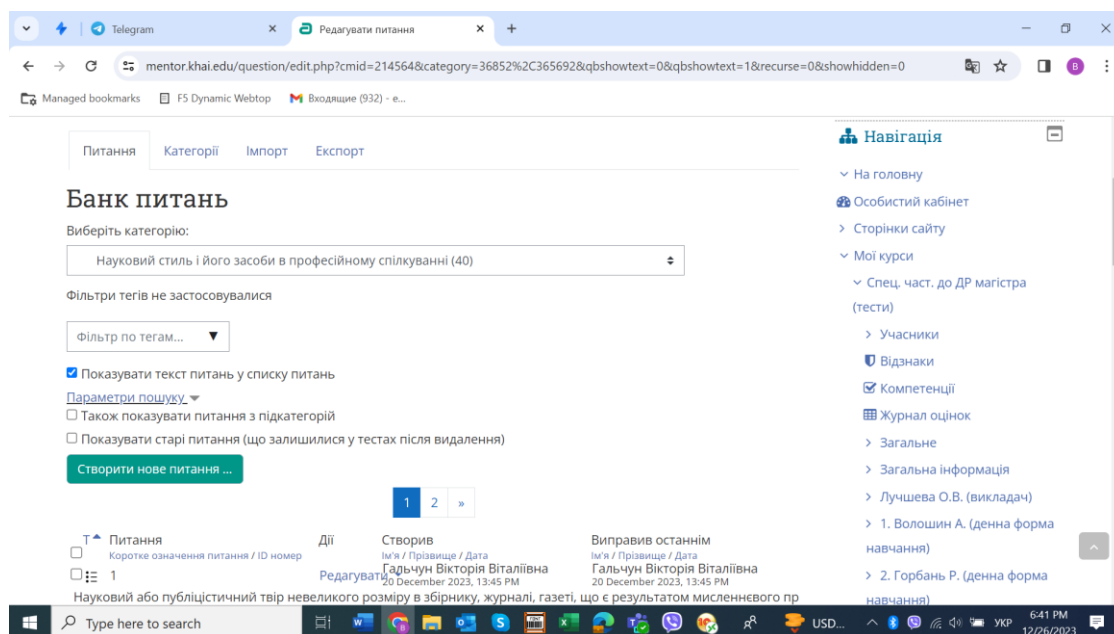 Telegram
Редагувати питання
mentor.khai.edu/question/edit.php?cmid=214564&category=36852%2C365692&qbshowtext=0&qbshowtext=1&recurse=0&showhidden=0
B
Managed bookmarks
F5 Dynamic Webtop
Входящие (932) - e...
Питання
Категорії
Імпорт
Експорт
Банк питань
Виберіть категорію:
Науковий стиль і його засоби в професійному спілкуванні (40)
Фільтри тегів не застосовувалися
Фільтр по тегам...
Показувати текст питань у списку питань
Параметри пошуку
Також показувати питання з підкатегорій
Показувати старі питання (що залишилися у тестах після видалення)
Створити нове питання ...
1 2 »
Т Питання Дії Створив Виправив останнім
Коротке означення питання / ID номер Ім'я / Прізвище / Дата Ім'я / Прізвище / Дата
1 Редагувати Гальчун Вікторія Віталіївна Гальчун Вікторія Віталіївна
20 December 2023, 13:45 PM 20 December 2023, 13:45 PM
Науковий або публіцістичний твір невеликого розміру в збірнику, журналі, газеті, що є результатом мисленнєвого пр
Навігація
На головну
Особистий кабінет
Сторінки сайту
Мої курси
Спец. част. до ДР магістра
(тести)
Учасники
Відзнаки
Компетенції
Журнал оцінок
Загальне
Загальна інформація
Лучшева О.В. (викладач)
1. Волошин А. (денна форма
навчання)
2. Горбань Р. (денна форма
навчання)
Type here to search
USD...
УКР
6:41 PM
12/26/2023